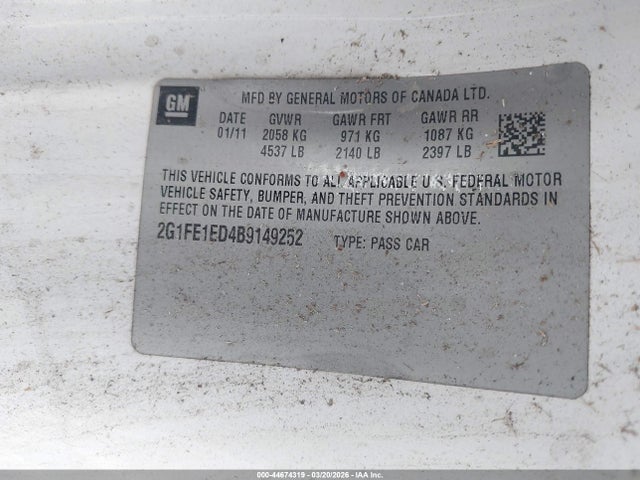 GM
MFD BY GENERAL MOTORS OF CANADA LTD.
DATE GVWR GAWR FRT GAWR RR
01/11 2058 KG 971 KG 1087 KG
4537 LB 2140 LB 2397 LB
THIS VEHICLE CONFORMS TO ALL APPLICABLE U.S. FEDERAL MOTOR
VEHICLE SAFETY, BUMPER, AND THEFT PREVENTION STANDARDS IN
EFFECT ON THE DATE OF MANUFACTURE SHOWN ABOVE.
2G1FE1ED4B9149252 TYPE: PASS CAR
000-44674319 - 03/20/2026 - IAA Inc.